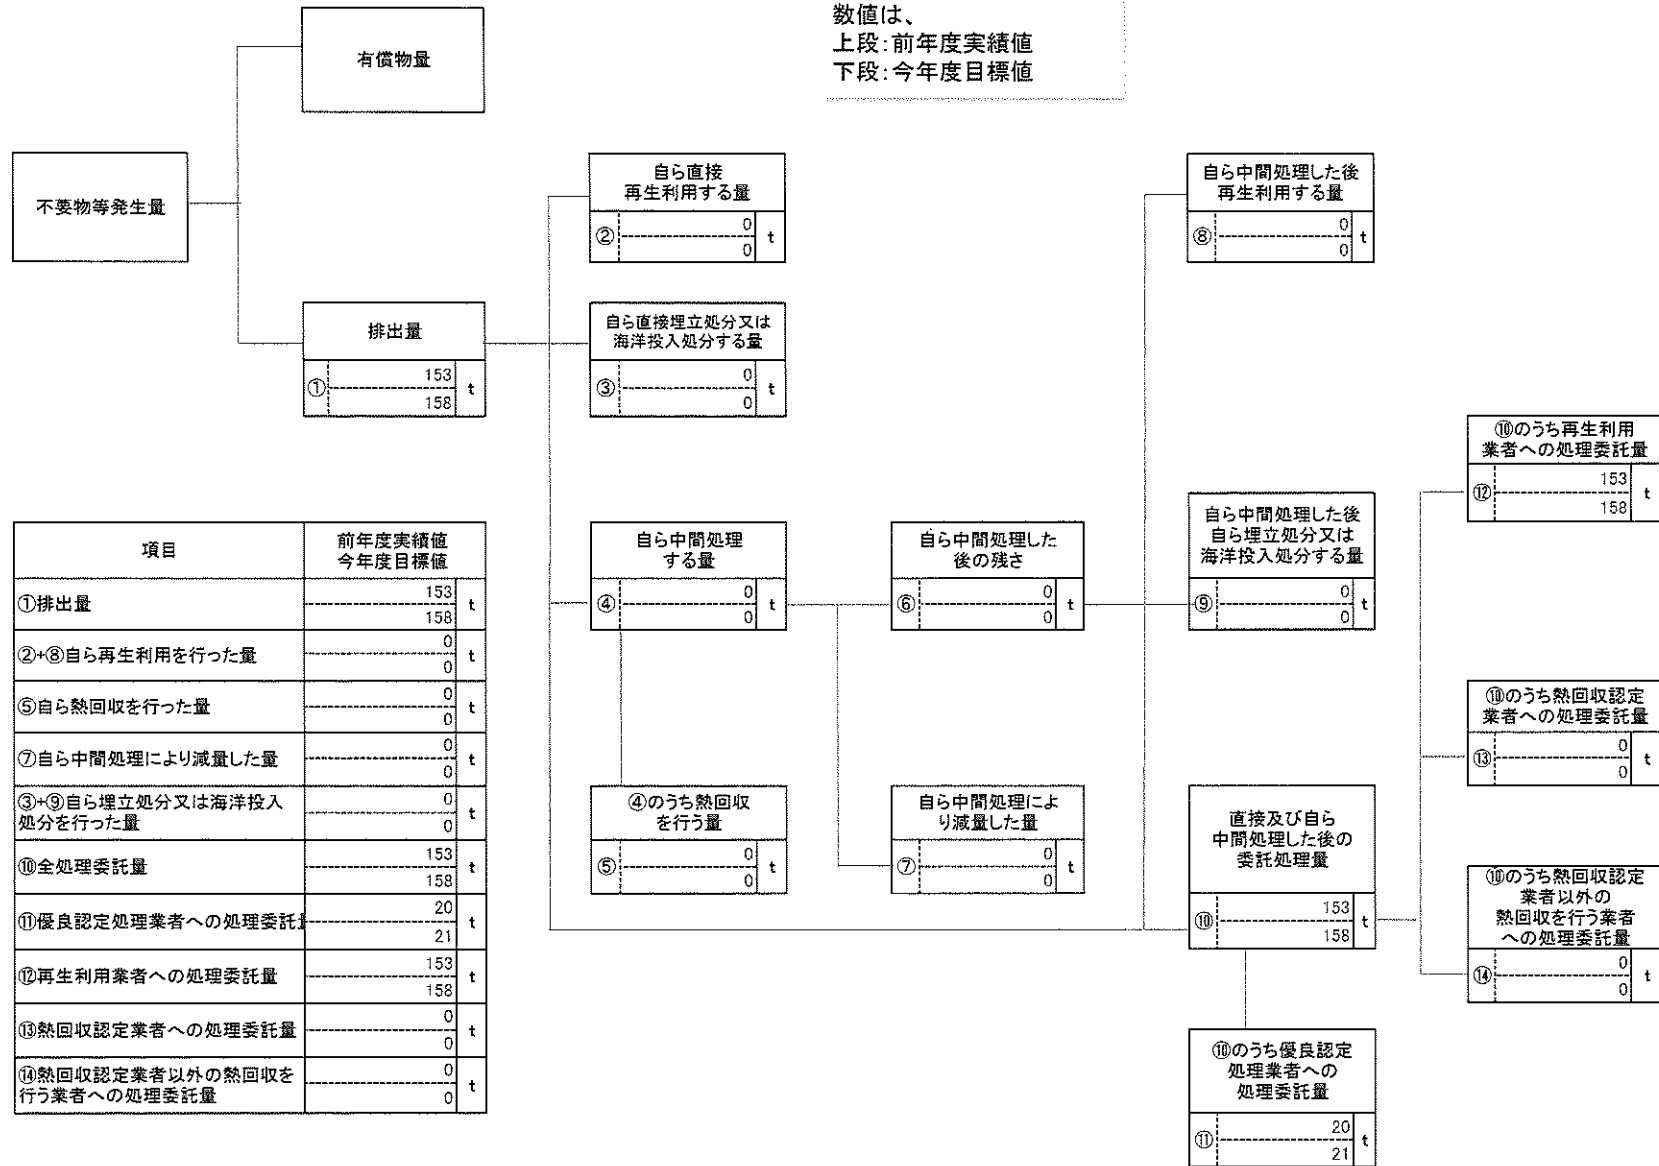 数値は、
上段:前年度実績値
下段:今年度目標値
有償物量
不要物等発生量
排出量
①
153
158
t
自ら直接
再生利用する量
②
0
0
t
自ら直接埋立処分又は
海洋投入処分する量
③
0
0
t
自ら中間処理
する量
④
0
0
t
④のうち熱回収
を行う量
⑤
0
0
t
自ら中間処理した
後の残さ
⑥
0
0
t
自ら中間処理によ
り減量した量
⑦
0
0
t
自ら中間処理した後
再生利用する量
⑧
0
0
t
自ら中間処理した後
自ら埋立処分又は
海洋投入処分する量
⑨
0
0
t
直接及び自ら
中間処理した後の
委託処理量
⑩
153
158
t
⑩のうち優良認定
処理業者への
処理委託量
⑪
20
21
t
⑩のうち再生利用
業者への処理委託量
⑫
153
158
t
⑩のうち熱回収認定
業者への処理委託量
⑬
0
0
t
⑩のうち熱回収認定
業者以外の
熱回収を行う業者
への処理委託量
⑭
0
0
t
項目
前年度実績値
今年度目標値
①排出量
153
158
t
②+⑧自ら再生利用を行った量
0
0
t
⑤自ら熱回収を行った量
0
0
t
⑦自ら中間処理により減量した量
0
0
t
③+⑨自ら埋立処分又は海洋投入
処分を行った量
0
0
t
⑩全処理委託量
153
158
t
⑪優良認定処理業者への処理委託
20
21
t
⑫再生利用業者への処理委託量
153
158
t
⑬熱回収認定業者への処理委託量
0
0
t
⑭熱回収認定業者以外の熱回収を
行う業者への処理委託量
0
0
t